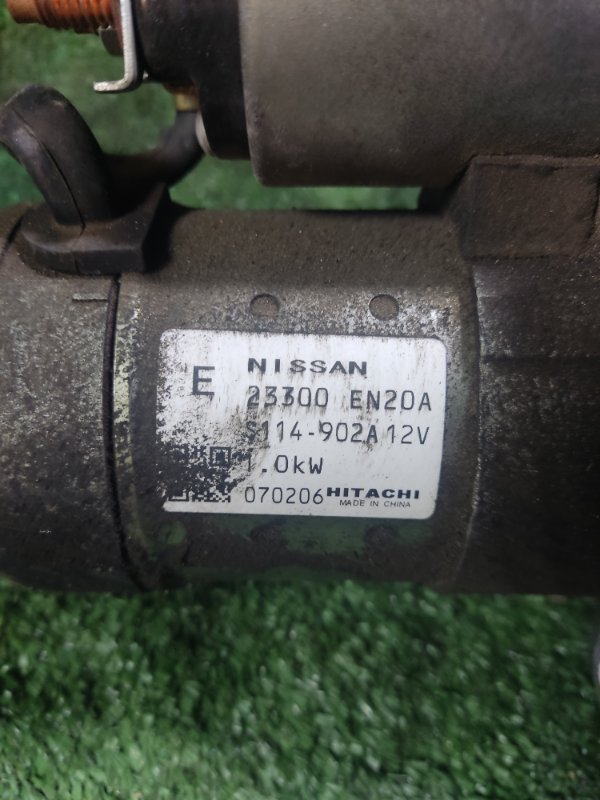 E NISSAN
23300 EN20A
S114-902A 12V
1.0kW
070206 HITACHI
MADE IN CHINA